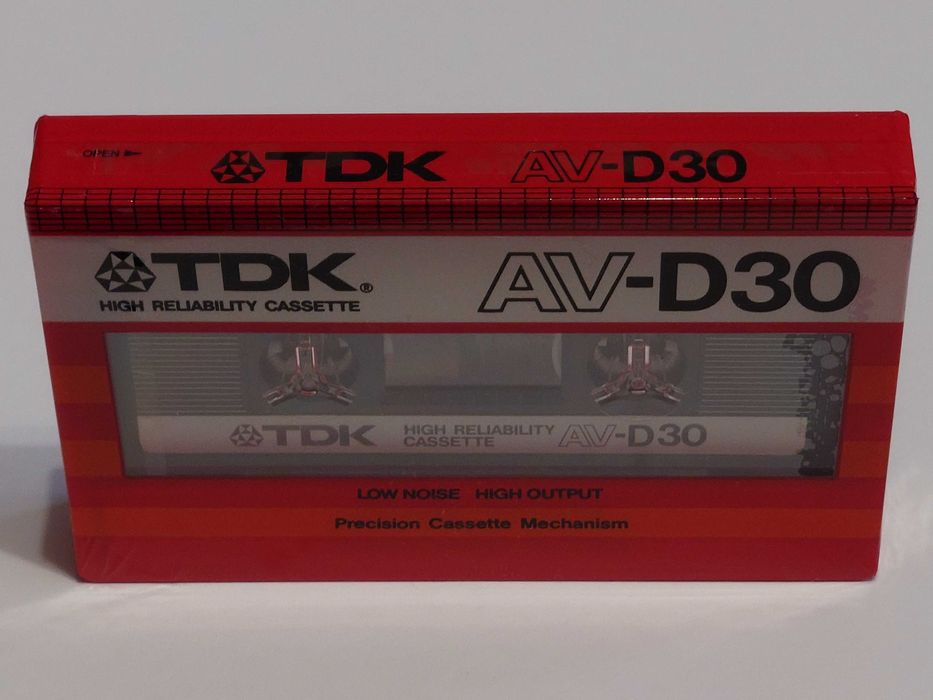 OPEN
TDK AV-D30
TDK® AV-D30
HIGH RELIABILITY CASSETTE
TDK HIGH RELIABILITY CASSETTE AV-D30
LOW NOISE HIGH OUTPUT
Precision Cassette Mechanism